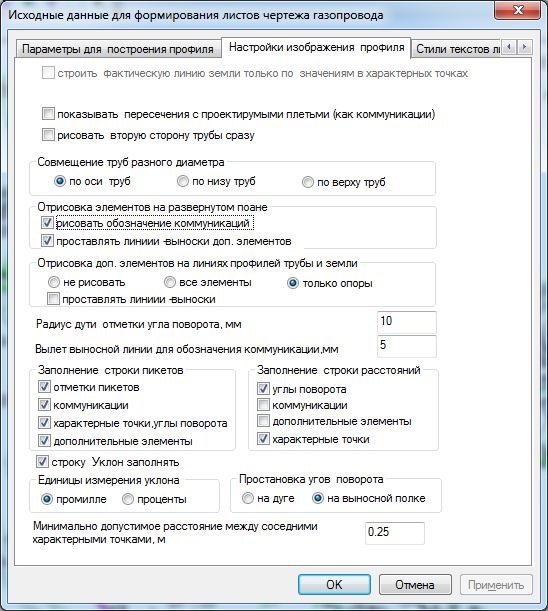 Исходные данные для формирования листов чертежа газопровода
Параметры для построения профиля Настройки изображения профиля Стили текстов л
строить фактическую линию земли только по значениям в характерных точках
показывать пересечения с проектирумыми плетьми (как коммуникации)
рисовать вторую сторону трубы сразу
Совмещение труб разного диаметра
по оси труб по низу труб по верху труб
Отрисовка элементов на развернутом поане
рисовать обозначение коммуникаций
проставлять линиии -выноски доп. элементов
Отрисовка доп. элементов на линиях профилей трубы и земли
не рисовать все элементы только опоры
проставлять линиии -выноски
Радиус дути отметки угла поворота, мм 10
Вылет выносной линии для обозначения коммуникации,мм 5
Заполнение строки пикетов Заполнение строки расстояний
отметки пикетов углы поворота
коммуникации коммуникации
характерные точки,углы поворота дополнительные элементы
дополнительные элементы характерные точки
строку Уклон заполнять
Единицы измерения уклона Простановка угов поворота
промилле проценты на дуге на выносной полке
Минимально допустимое расстояние между соседними
характерными точками, м 0.25
OK Отмена Применить